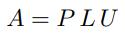 A = P L U